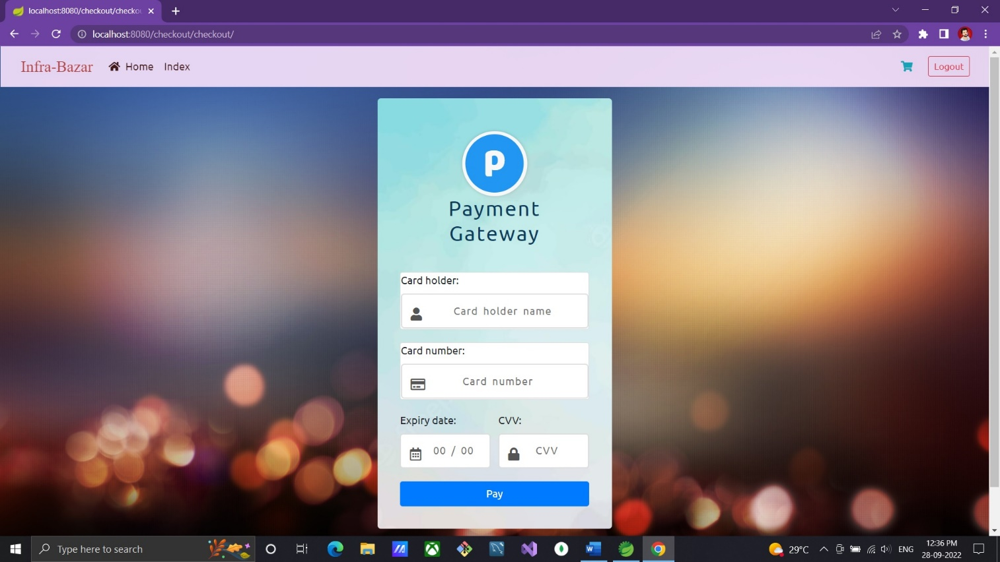 localhost:8080/checkout/checko
localhost:8080/checkout/checkout/
Infra-Bazar Home Index Logout
P
Payment
Gateway
Card holder:
Card holder name
Card number:
Card number
Expiry date: CVV:
00 / 00 CVV
Pay
Type here to search
W
29°C ENG 12:36 PM
28-09-2022